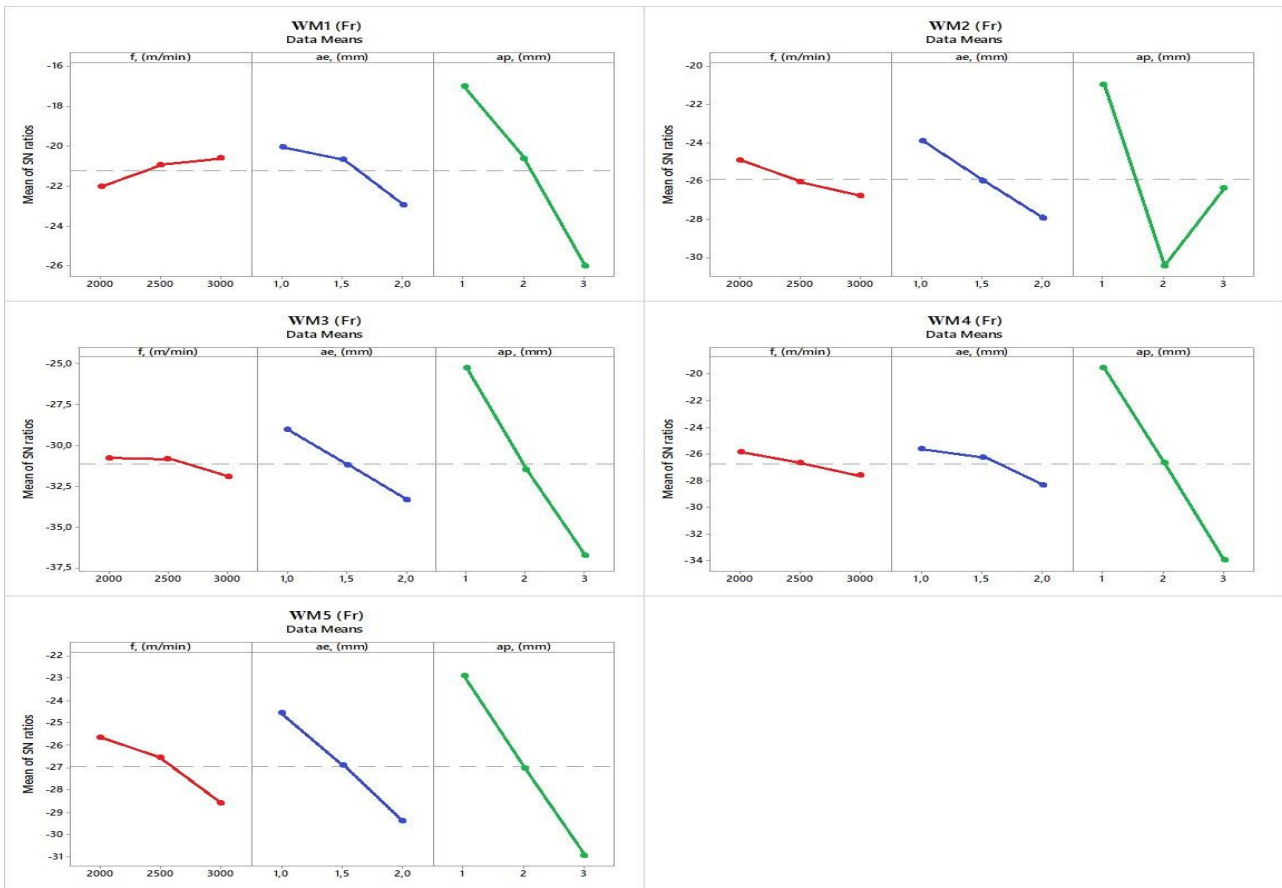 WM1 (Fr)
Data Means
f, (m/min) ae, (mm) ap, (mm)
Mean of SN ratios
-16
-18
-20
-22
-24
-26
2000 2500 3000 1,0 1,5 2,0 1 2 3
WM2 (Fr)
Data Means
f, (m/min) ae, (mm) ap, (mm)
Mean of SN ratios
-20
-22
-24
-26
-28
-30
2000 2500 3000 1,0 1,5 2,0 1 2 3
WM3 (Fr)
Data Means
f, (m/min) ae, (mm) ap, (mm)
Mean of SN ratios
-25,0
-27,5
-30,0
-32,5
-35,0
-37,5
2000 2500 3000 1,0 1,5 2,0 1 2 3
WM4 (Fr)
Data Means
f, (m/min) ae, (mm) ap, (mm)
Mean of SN ratios
-20
-22
-24
-26
-28
-30
-32
-34
2000 2500 3000 1,0 1,5 2,0 1 2 3
WM5 (Fr)
Data Means
f, (m/min) ae, (mm) ap, (mm)
Mean of SN ratios
-22
-23
-24
-25
-26
-27
-28
-29
-30
-31
2000 2500 3000 1,0 1,5 2,0 1 2 3